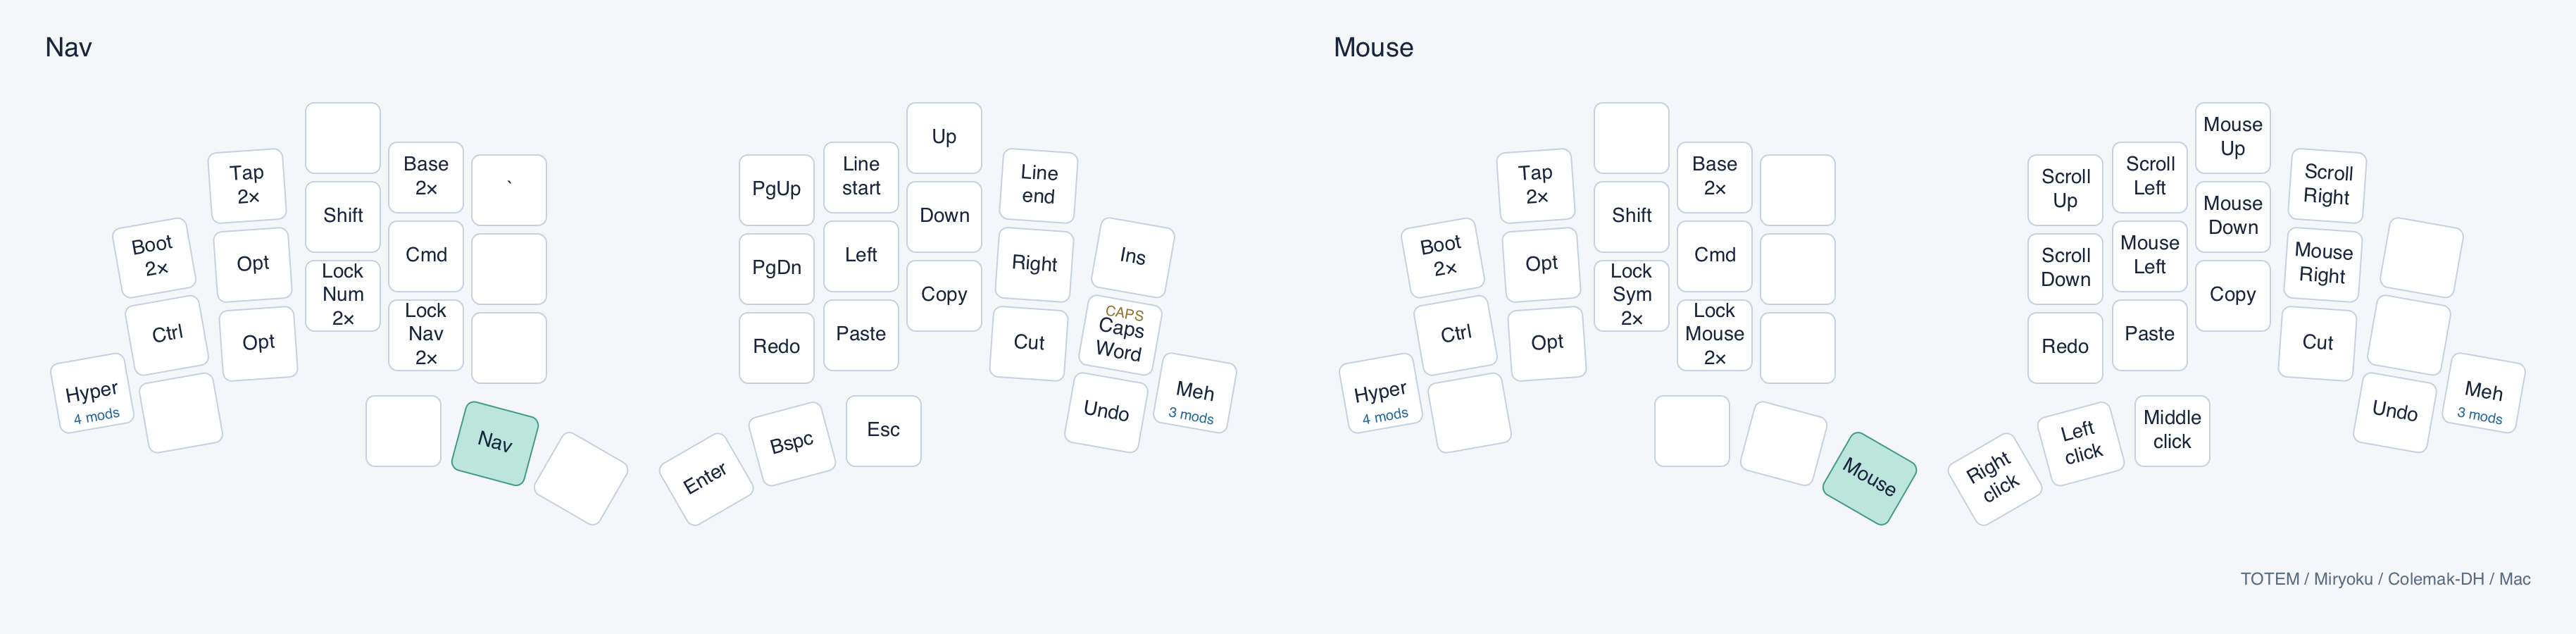 Nav
Mouse
Boot
2×
Tap
2×
Base
2×
`
Ctrl
Opt
Shift
Cmd
Hyper
4 mods
Opt
Lock
Num
2×
Lock
Nav
2×
Nav
PgUp
Line
start
Up
Line
end
Ins
PgDn
Left
Down
Right
CAPS
Caps
Word
Redo
Paste
Copy
Cut
Undo
Meh
3 mods
Enter
Bspc
Esc
Boot
2×
Tap
2×
Base
2×
Ctrl
Opt
Shift
Cmd
Hyper
4 mods
Opt
Lock
Sym
2×
Lock
Mouse
2×
Mouse
Scroll
Up
Scroll
Left
Mouse
Up
Scroll
Right
Scroll
Down
Mouse
Left
Mouse
Down
Mouse
Right
Redo
Paste
Copy
Cut
Undo
Meh
3 mods
Right
click
Left
click
Middle
click
TOTEM / Miryoku / Colemak-DH / Mac